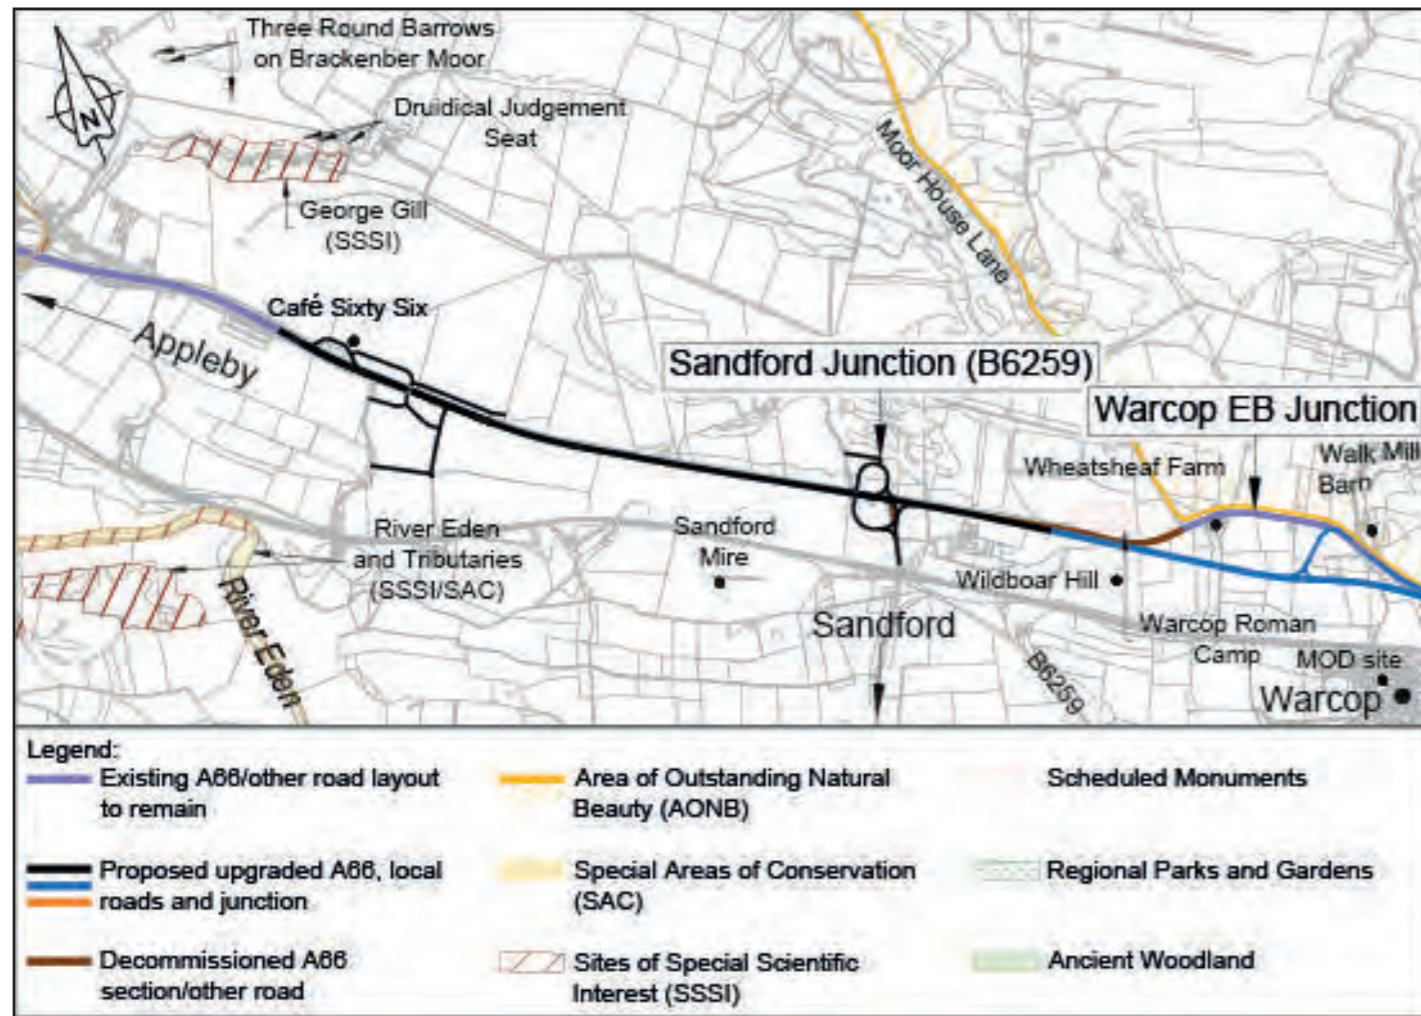 Three Round Barrows
on Brackenber Moor
N
Druidical Judgement
Seat
George Gill
(SSSI)
Moor House Lane
Café Sixty Six
Appleby
Sandford Junction (B6259)
Warcop EB Junction
Wheatsheaf Farm
Walk Mill
Barn
River Eden
and Tributaries
(SSSI/SAC)
Sandford
Mire
Wildboar Hill
River Eden
Sandford
B6259
Warcop Roman
Camp
MOD site
Warcop
Legend:
Existing A66/other road layout
to remain
Proposed upgraded A66, local
roads and junction
Decommissioned A66
section/other road
Area of Outstanding Natural
Beauty (AONB)
Special Areas of Conservation
(SAC)
Sites of Special Scientific
Interest (SSSI)
Scheduled Monuments
Regional Parks and Gardens
Ancient Woodland